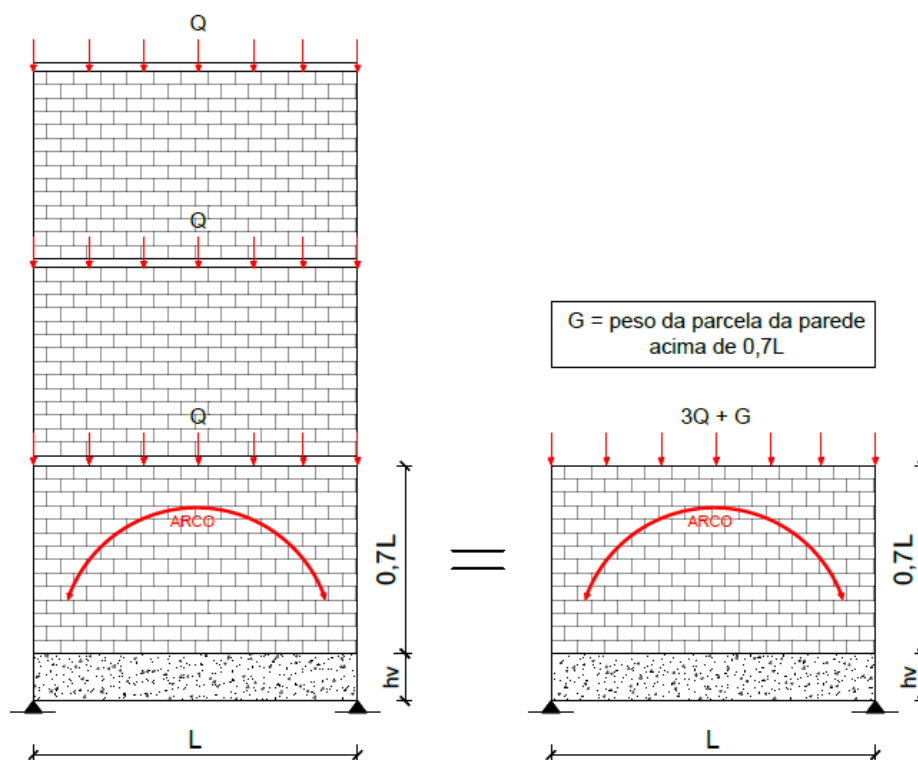 Q
Q
Q
ARCO
0,7L
hv
L
G = peso da parcela da parede
acima de 0,7L
3Q + G
ARCO
0,7L
hv
L